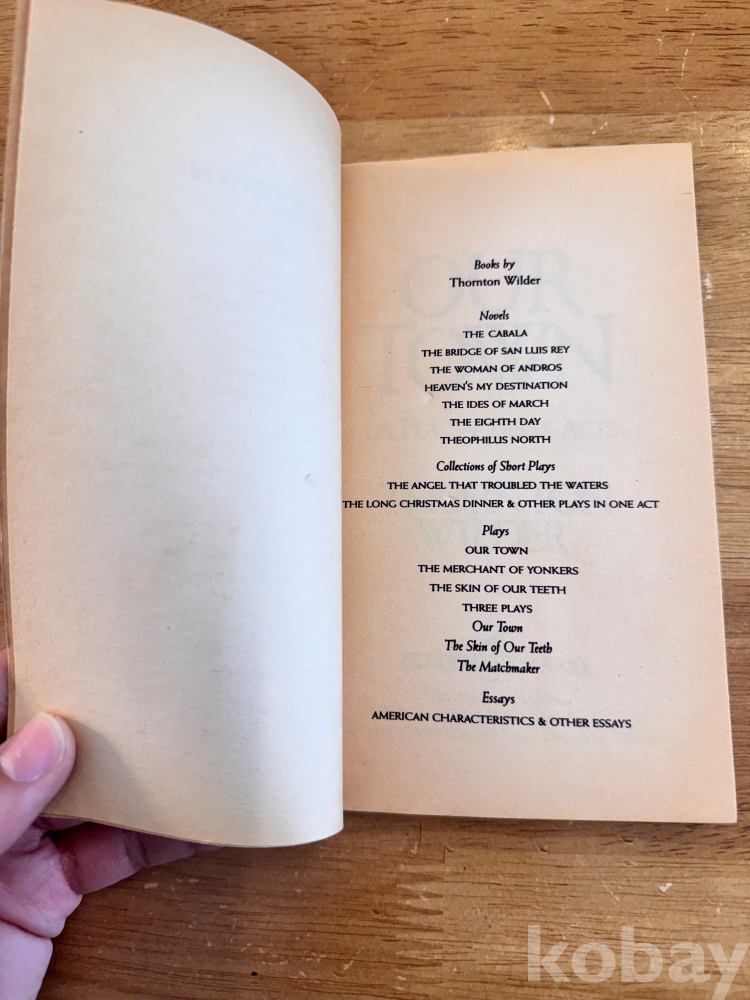 Books by
Thornton Wilder
Novels
THE CABALA
THE BRIDGE OF SAN LUIS REY
THE WOMAN OF ANDROS
HEAVEN'S MY DESTINATION
THE IDES OF MARCH
THE EIGHTH DAY
THEOPHILUS NORTH
Collections of Short Plays
THE ANGEL THAT TROUBLED THE WATERS
THE LONG CHRISTMAS DINNER & OTHER PLAYS IN ONE ACT
Plays
OUR TOWN
THE MERCHANT OF YONKERS
THE SKIN OF OUR TEETH
THREE PLAYS
Our Town
The Skin of Our Teeth
The Matchmaker
Essays
AMERICAN CHARACTERISTICS & OTHER ESSAYS
OUR
TOWN
WILDER
kobay